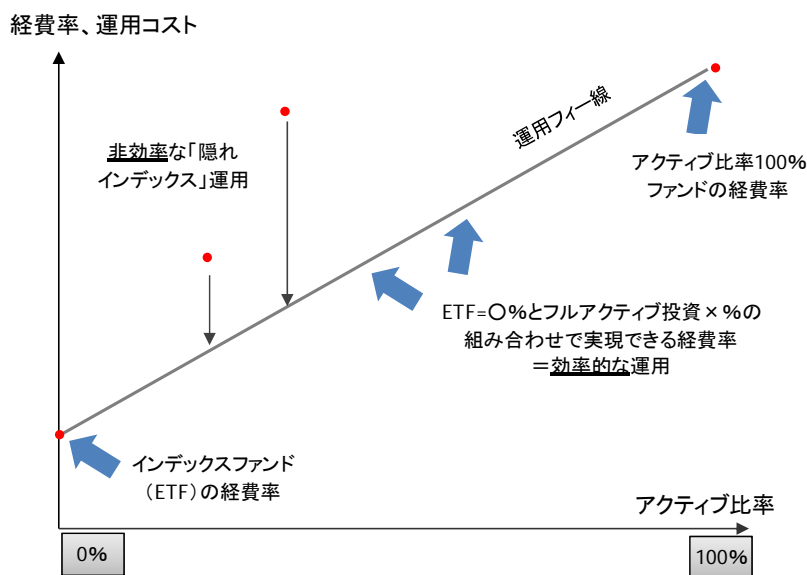 経費率、運用コスト
運用フィー線
非効率な「隠れ
インデックス」運用
アクティブ比率100%
ファンドの経費率
ETF=〇%とフルアクティブ投資×%の
組み合わせで実現できる経費率
＝効率的な運用
インデックスファンド
（ETF）の経費率
アクティブ比率
0%
100%